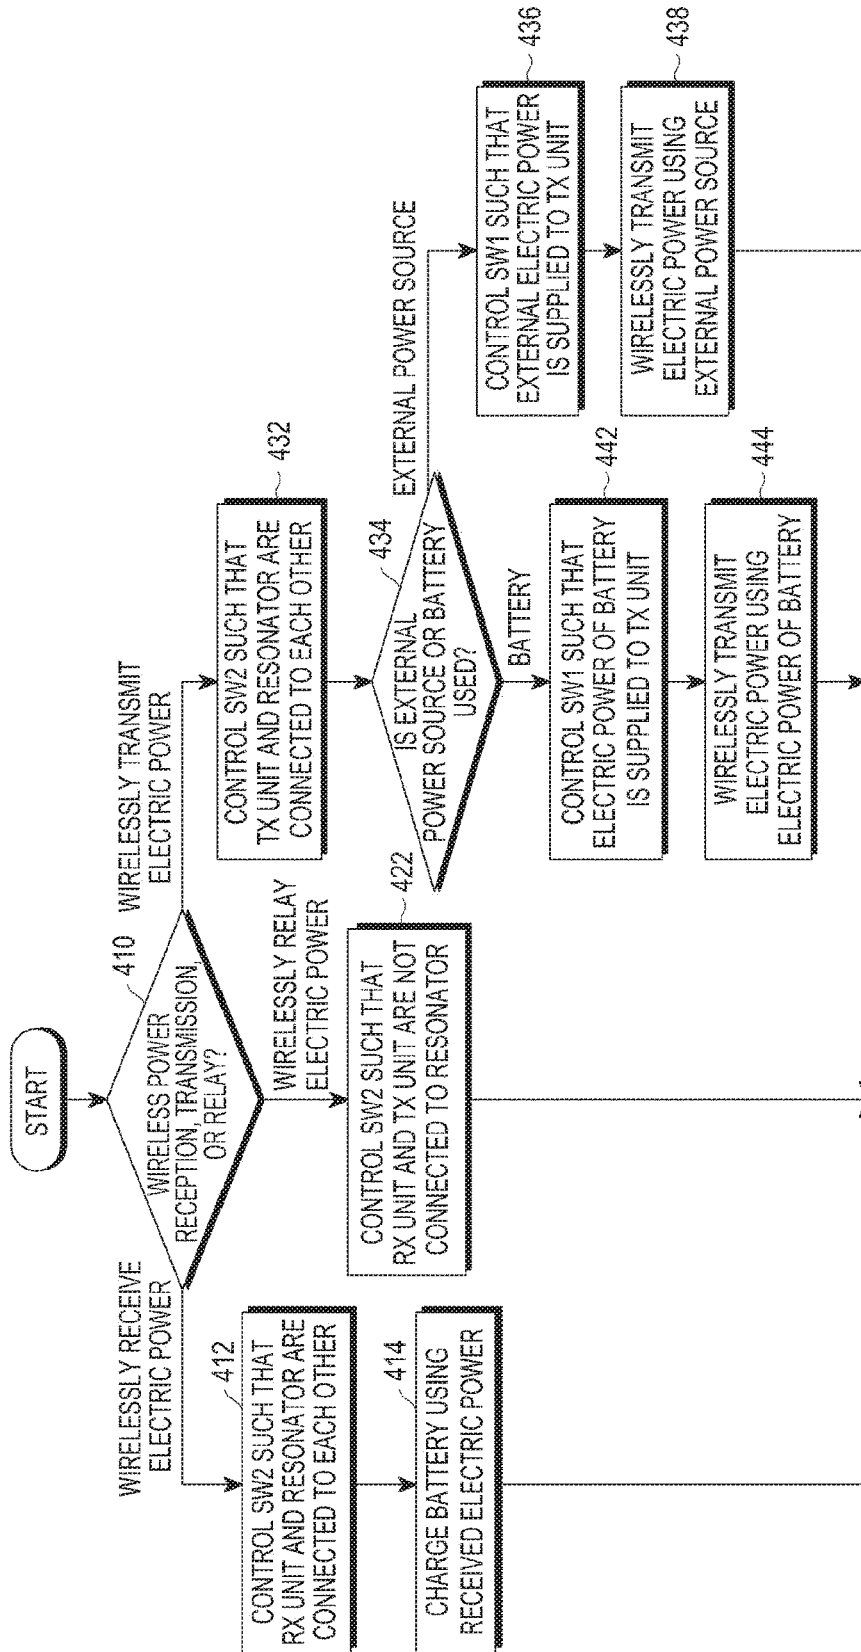 START
410
WIRELESS POWER
RECEPTION, TRANSMISSION,
OR RELAY?
WIRELESSLY RECEIVE
ELECTRIC POWER
412
CONTROL SW2 SUCH THAT
RX UNIT AND RESONATOR ARE
CONNECTED TO EACH OTHER
414
CHARGE BATTERY USING
RECEIVED ELECTRIC POWER
WIRELESSLY RELAY
ELECTRIC POWER
422
CONTROL SW2 SUCH THAT
RX UNIT AND TX UNIT ARE NOT
CONNECTED TO RESONATOR
WIRELESSLY TRANSMIT
ELECTRIC POWER
432
CONTROL SW2 SUCH THAT
TX UNIT AND RESONATOR ARE
CONNECTED TO EACH OTHER
434
IS EXTERNAL
POWER SOURCE OR BATTERY
USED?
BATTERY
442
CONTROL SW1 SUCH THAT
ELECTRIC POWER OF BATTERY
IS SUPPLIED TO TX UNIT
444
WIRELESSLY TRANSMIT
ELECTRIC POWER USING
ELECTRIC POWER OF BATTERY
EXTERNAL POWER SOURCE
436
CONTROL SW1 SUCH THAT
EXTERNAL ELECTRIC POWER
IS SUPPLIED TO TX UNIT
438
WIRELESSLY TRANSMIT
ELECTRIC POWER USING
EXTERNAL POWER SOURCE